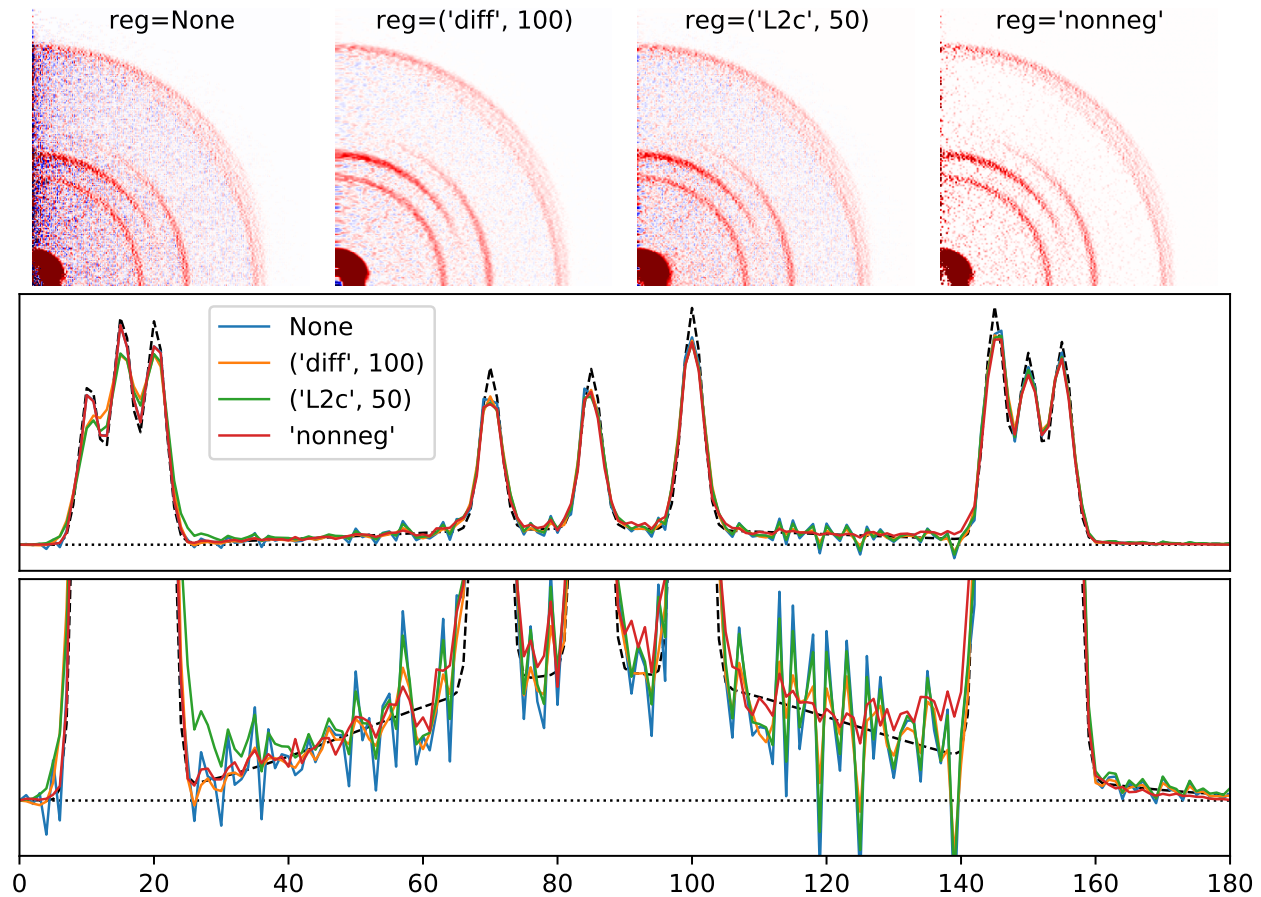 reg=None reg=('diff', 100) reg=('L2c', 50) reg='nonneg'
None
('diff', 100)
('L2c', 50)
'nonneg'
0 20 40 60 80 100 120 140 160 180